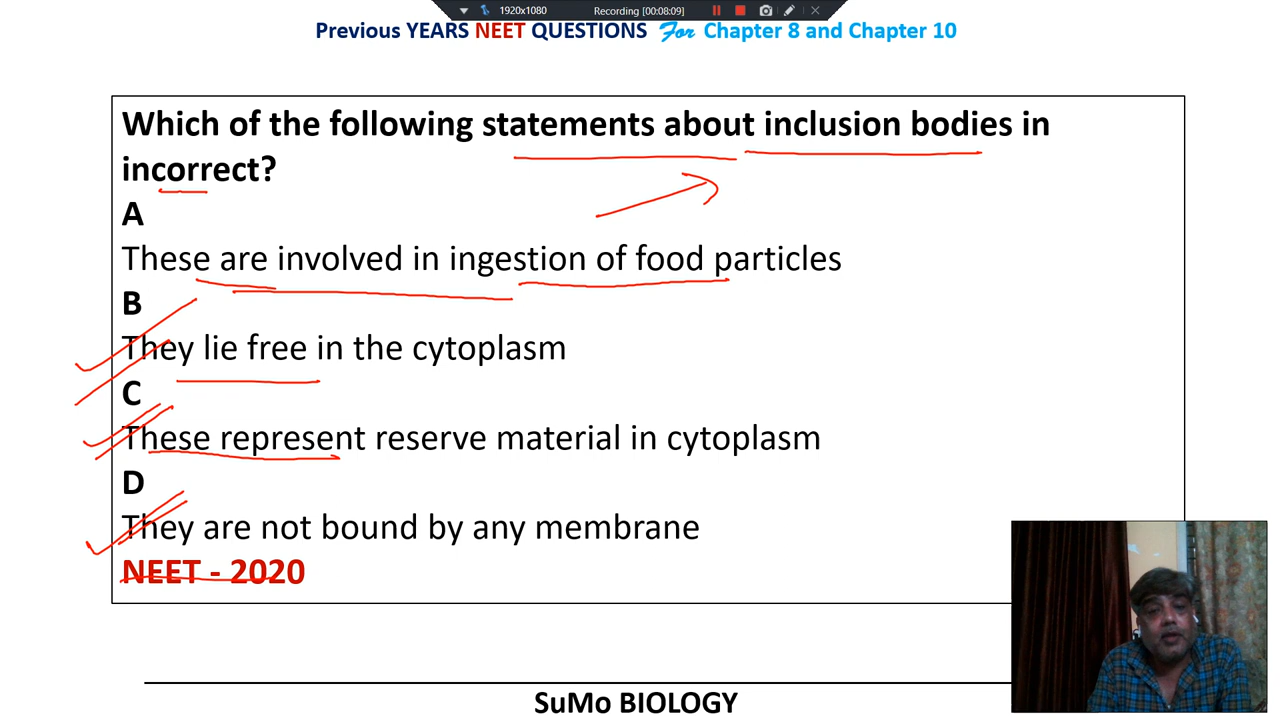 1920x1080 Recording [00:08:09]
Previous YEARS NEET QUESTIONS For Chapter 8 and Chapter 10
Which of the following statements about inclusion bodies in
incorrect?
A
These are involved in ingestion of food particles
B
They lie free in the cytoplasm
C
These represent reserve material in cytoplasm
D
They are not bound by any membrane
NEET - 2020
SuMo BIOLOGY